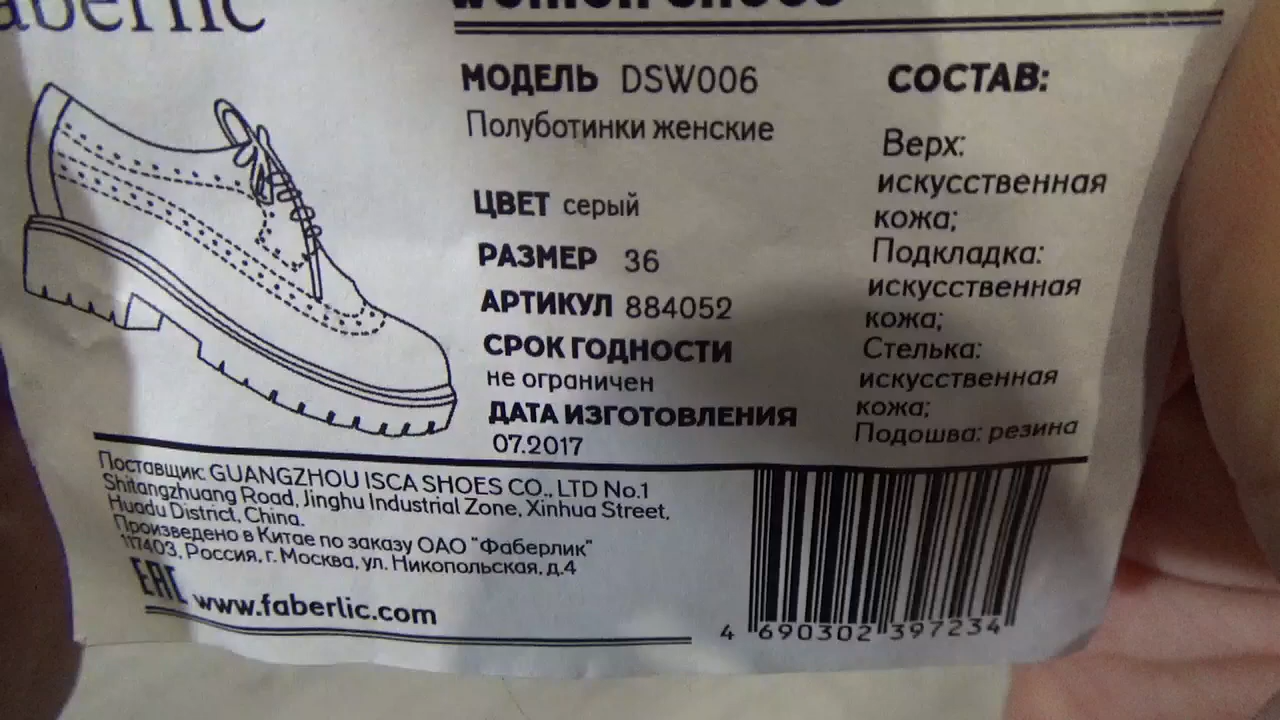 faberlic
women shoes
МОДЕЛЬ DSW006
Полуботинки женские
ЦВЕТ серый
РАЗМЕР 36
АРТИКУЛ 884052
СРОК ГОДНОСТИ
не ограничен
ДАТА ИЗГОТОВЛЕНИЯ
07.2017
СОСТАВ:
Верх:
искусственная
кожа;
Подкладка:
искусственная
кожа;
Стелька:
искусственная
кожа;
Подошва: резина
Поставщик: GUANGZHOU ISCA SHOES CO., LTD No.1
Shitangzhuang Road, Jinghu Industrial Zone, Xinhua Street,
Huadu District, China.
Произведено в Китае по заказу ОАО "Фаберлик"
117403, Россия, г. Москва, ул. Никопольская, д.4
EAC www.faberlic.com
4 690302 397234